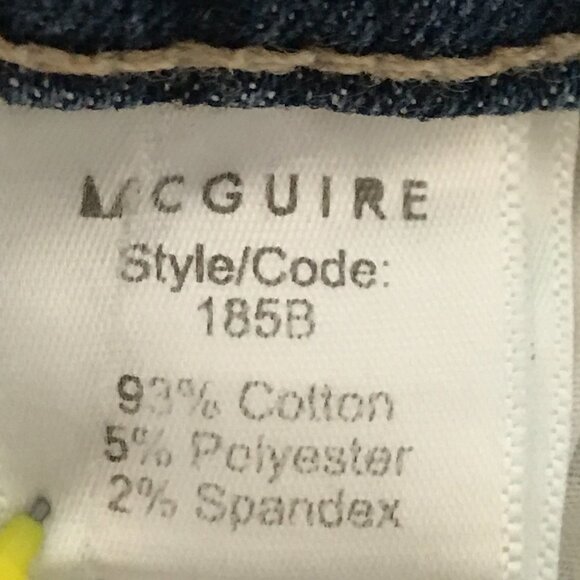 MCGUIRE
Style/Code:
185B
93% Cotton
5% Polyester
2% Spandex